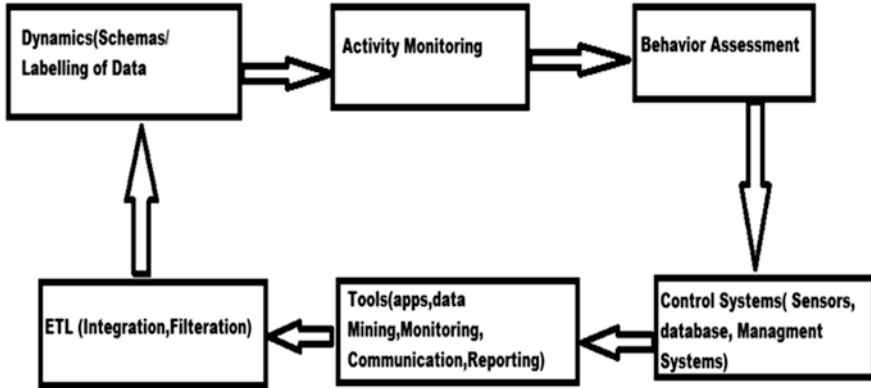 Dynamics(Schemas/
Labelling of Data
Activity Monitoring
Behavior Assessment
ETL (Integration,Filteration)
Tools(apps,data
Mining,Monitoring,
Communication,Reporting)
Control Systems( Sensors,
database, Managment
Systems)